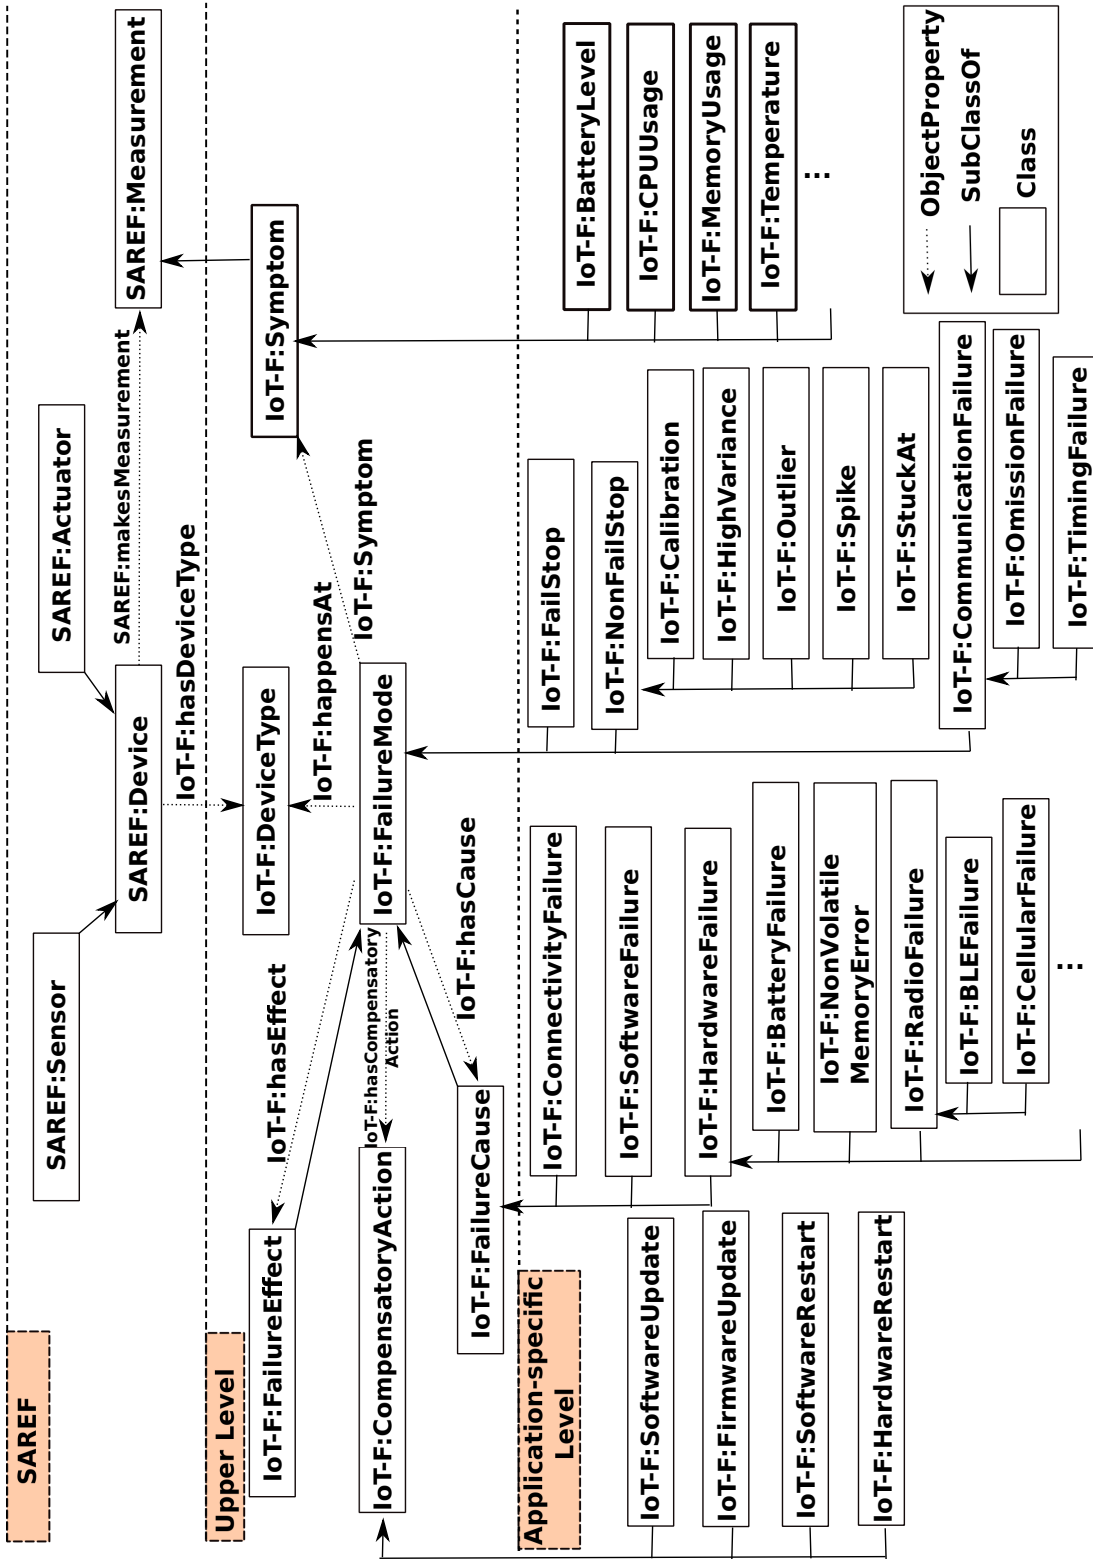 SAREF
SAREF:Sensor
SAREF:Actuator
SAREF:Device
SAREF:makesMeasurement
SAREF:Measurement
IoT-F:hasDeviceType
Upper Level
IoT-F:FailureEffect
IoT-F:hasEffect
IoT-F:DeviceType
IoT-F:Symptom
IoT-F:happensAt
IoT-F:Symptom
IoT-F:CompensatoryAction
IoT-F:hasCompensatory
Action
IoT-F:FailureMode
IoT-F:FailureCause
IoT-F:hasCause
Application-specific
Level
IoT-F:SoftwareUpdate
IoT-F:FirmwareUpdate
IoT-F:SoftwareRestart
IoT-F:HardwareRestart
IoT-F:ConnectivityFailure
IoT-F:SoftwareFailure
IoT-F:HardwareFailure
IoT-F:BatteryFailure
IoT-F:NonVolatile
MemoryError
IoT-F:RadioFailure
IoT-F:BLEFailure
IoT-F:CellularFailure
...
IoT-F:FailStop
IoT-F:NonFailStop
IoT-F:Calibration
IoT-F:HighVariance
IoT-F:Outlier
IoT-F:Spike
IoT-F:StuckAt
IoT-F:CommunicationFailure
IoT-F:OmissionFailure
IoT-F:TimingFailure
IoT-F:BatteryLevel
IoT-F:CPUUsage
IoT-F:MemoryUsage
IoT-F:Temperature
...
ObjectProperty
SubClassOf
Class